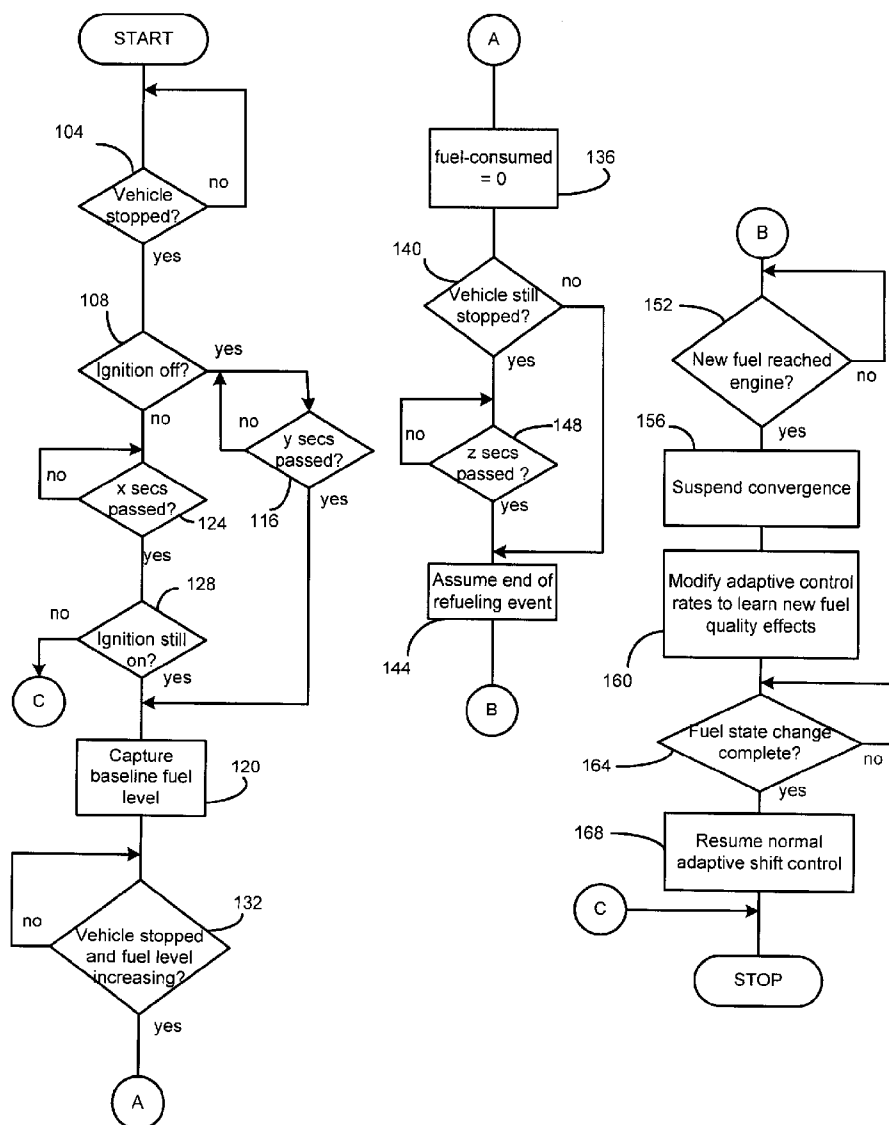 START
104
Vehicle
stopped?
no
yes
108
Ignition off?
yes
no
no
y secs
passed?
116
yes
no
x secs
passed?
124
yes
128
no
Ignition still
on?
yes
C
Capture
baseline fuel
level
120
no
132
Vehicle stopped
and fuel level
increasing?
yes
A
A
fuel-consumed
= 0
136
140
no
Vehicle still
stopped?
yes
148
no
z secs
passed ?
yes
Assume end of
refueling event
144
B
B
152
New fuel reached
engine?
no
yes
156
Suspend convergence
Modify adaptive control
rates to learn new fuel
quality effects
160
Fuel state change
complete?
164
no
yes
168
Resume normal
adaptive shift control
C
STOP